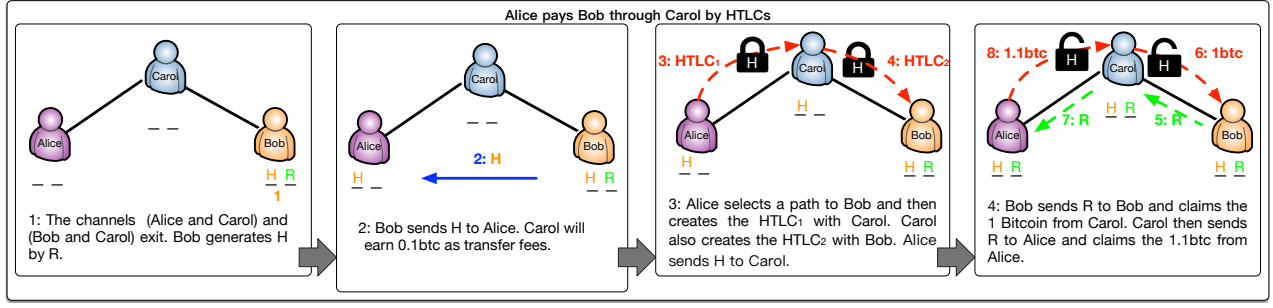 Alice pays Bob through Carol by HTLCs
Carol
Alice
Bob
H R
1
1: The channels (Alice and Carol) and
(Bob and Carol) exit. Bob generates H
by R.
Carol
Alice
Bob
2: H
H
H R
2: Bob sends H to Alice. Carol will
earn 0.1btc as transfer fees.
3: HTLC1
H
Carol
H
4: HTLC2
H
Alice
Bob
H
H R
3: Alice selects a path to Bob and then
creates the HTLC1 with Carol. Carol
also creates the HTLC2 with Bob. Alice
sends H to Carol.
8: 1.1btc
H
Carol
H
6: 1btc
H R
Alice
7: R
5: R
Bob
H R
H R
4: Bob sends R to Bob and claims the
1 Bitcoin from Carol. Carol then sends
R to Alice and claims the 1.1btc from
Alice.